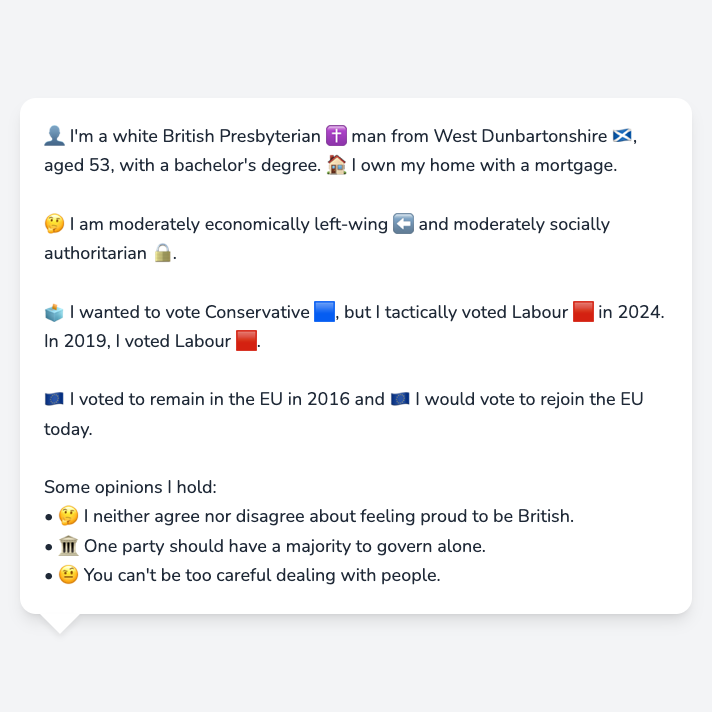 👤 I'm a white British Presbyterian ✝️ man from West Dunbartonshire 🏴󠁧󠁢󠁳󠁣󠁴󠁿,
aged 53, with a bachelor's degree. 🏠 I own my home with a mortgage.
🤔 I am moderately economically left-wing ⬅️ and moderately socially
authoritarian 🔒.
🗳️ I wanted to vote Conservative 🟦, but I tactically voted Labour 🟥 in 2024.
In 2019, I voted Labour 🟥.
🇪🇺 I voted to remain in the EU in 2016 and 🇪🇺 I would vote to rejoin the EU
today.
Some opinions I hold:
• 🤔 I neither agree nor disagree about feeling proud to be British.
• 🏛️ One party should have a majority to govern alone.
• 🤨 You can't be too careful dealing with people.